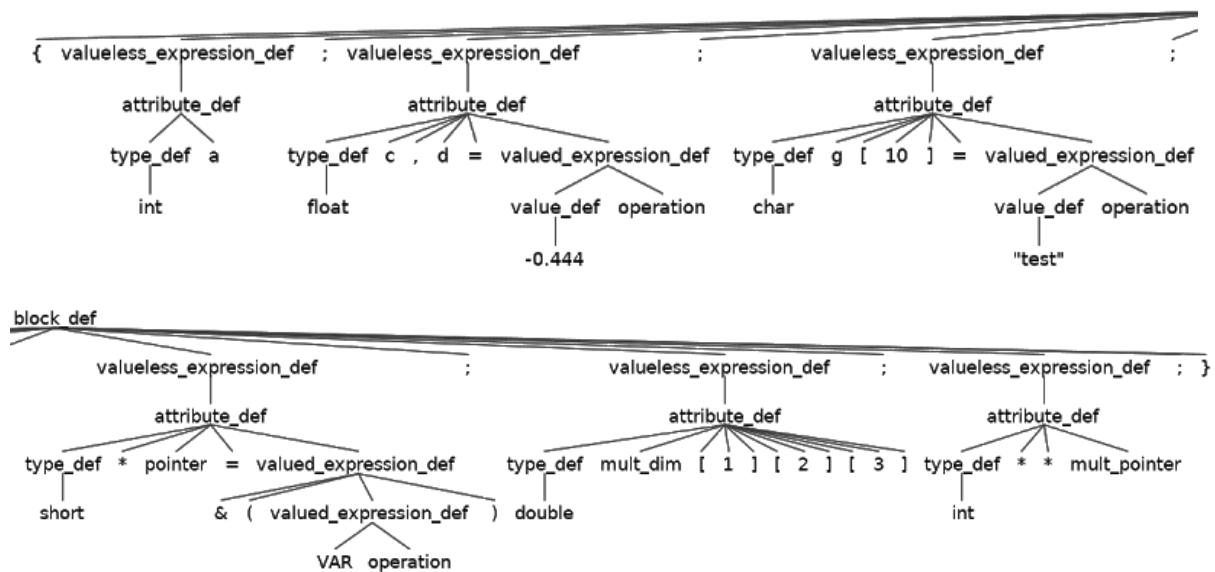 { valueless_expression_def ; valueless_expression_def ; valueless_expression_def ;
attribute_def attribute_def attribute_def
type_def a type_def c , d = valued_expression_def type_def g [ 10 ] = valued_expression_def
int float value_def operation char value_def operation
-0.444 "test"
block_def
valueless_expression_def ; valueless_expression_def ; valueless_expression_def ; }
attribute_def attribute_def attribute_def
type_def * pointer = valued_expression_def type_def mult_dim [ 1 ] [ 2 ] [ 3 ] type_def * * mult_pointer
short & ( valued_expression_def ) double int
VAR operation